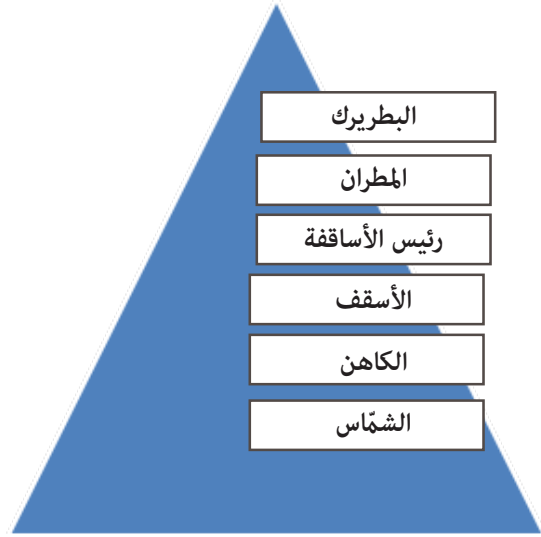 البطريرك
المطران
رئيس الأساقفة
الأسقف
الكاهن
الشمّاس